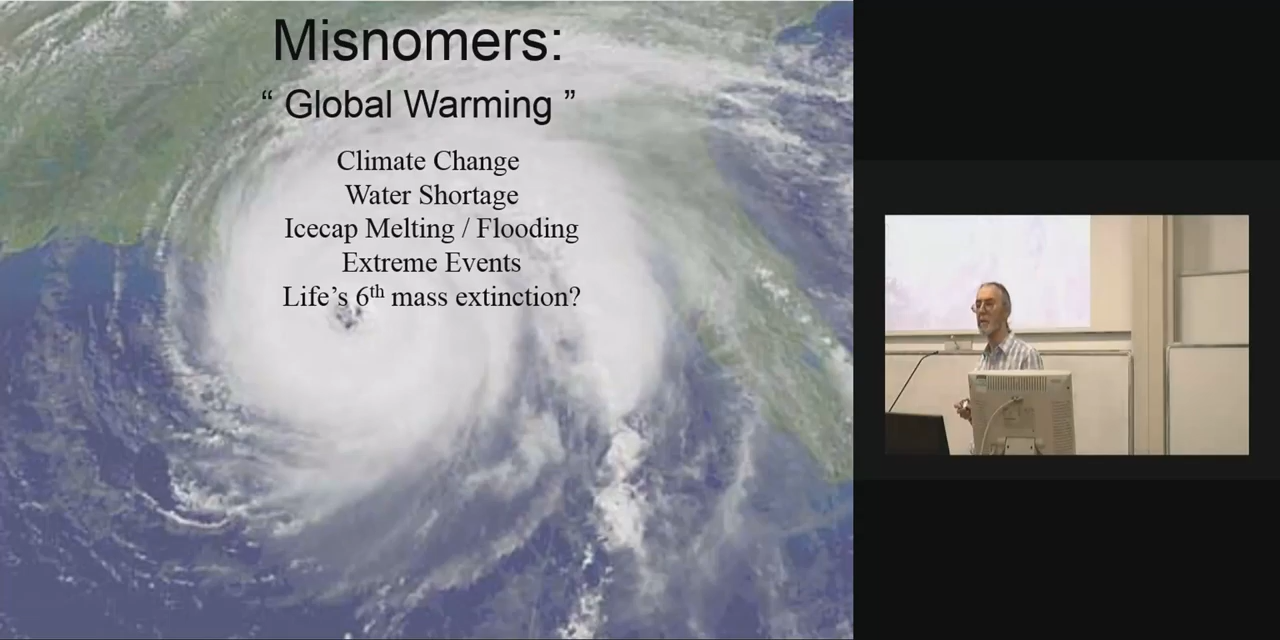 Misnomers:
“ Global Warming ”
Climate Change
Water Shortage
Icecap Melting / Flooding
Extreme Events
Life’s 6th mass extinction?